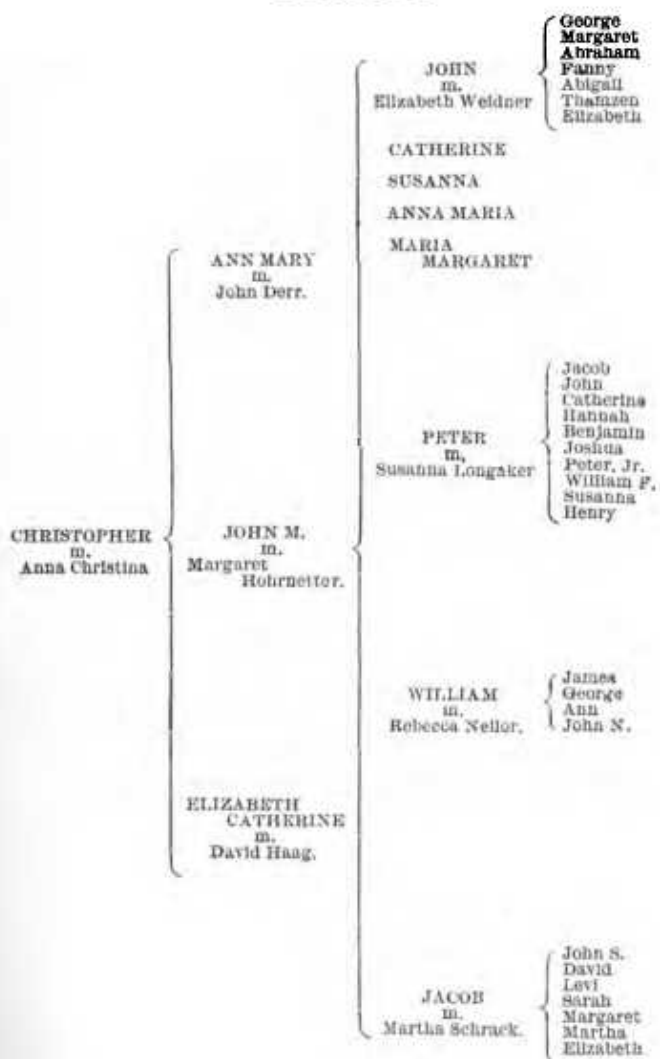 CHRISTOPHER
m.
Anna Christina
ANN MARY
m.
John Derr.
JOHN M.
m.
Margaret
Hohrnetter.
ELIZABETH
CATHERINE
m.
David Haag.
JOHN
m.
Elizabeth Weidner
CATHERINE
SUSANNA
ANNA MARIA
MARIA
MARGARET
PETER
m,
Susanna Longaker
WILLIAM
m.
Rebecca Nellor.
JACOB
m.
Martha Schrack.
George
Margaret
Abraham
Fanny
Abigail
Thamzen
Elizabeth
Jacob
John
Catherina
Hannah
Benjamin
Joshua
Peter, Jr.
William F.
Susanna
Henry
James
George
Ann
John N.
John S.
David
Levi
Sarah
Margaret
Martha
Elizabeth